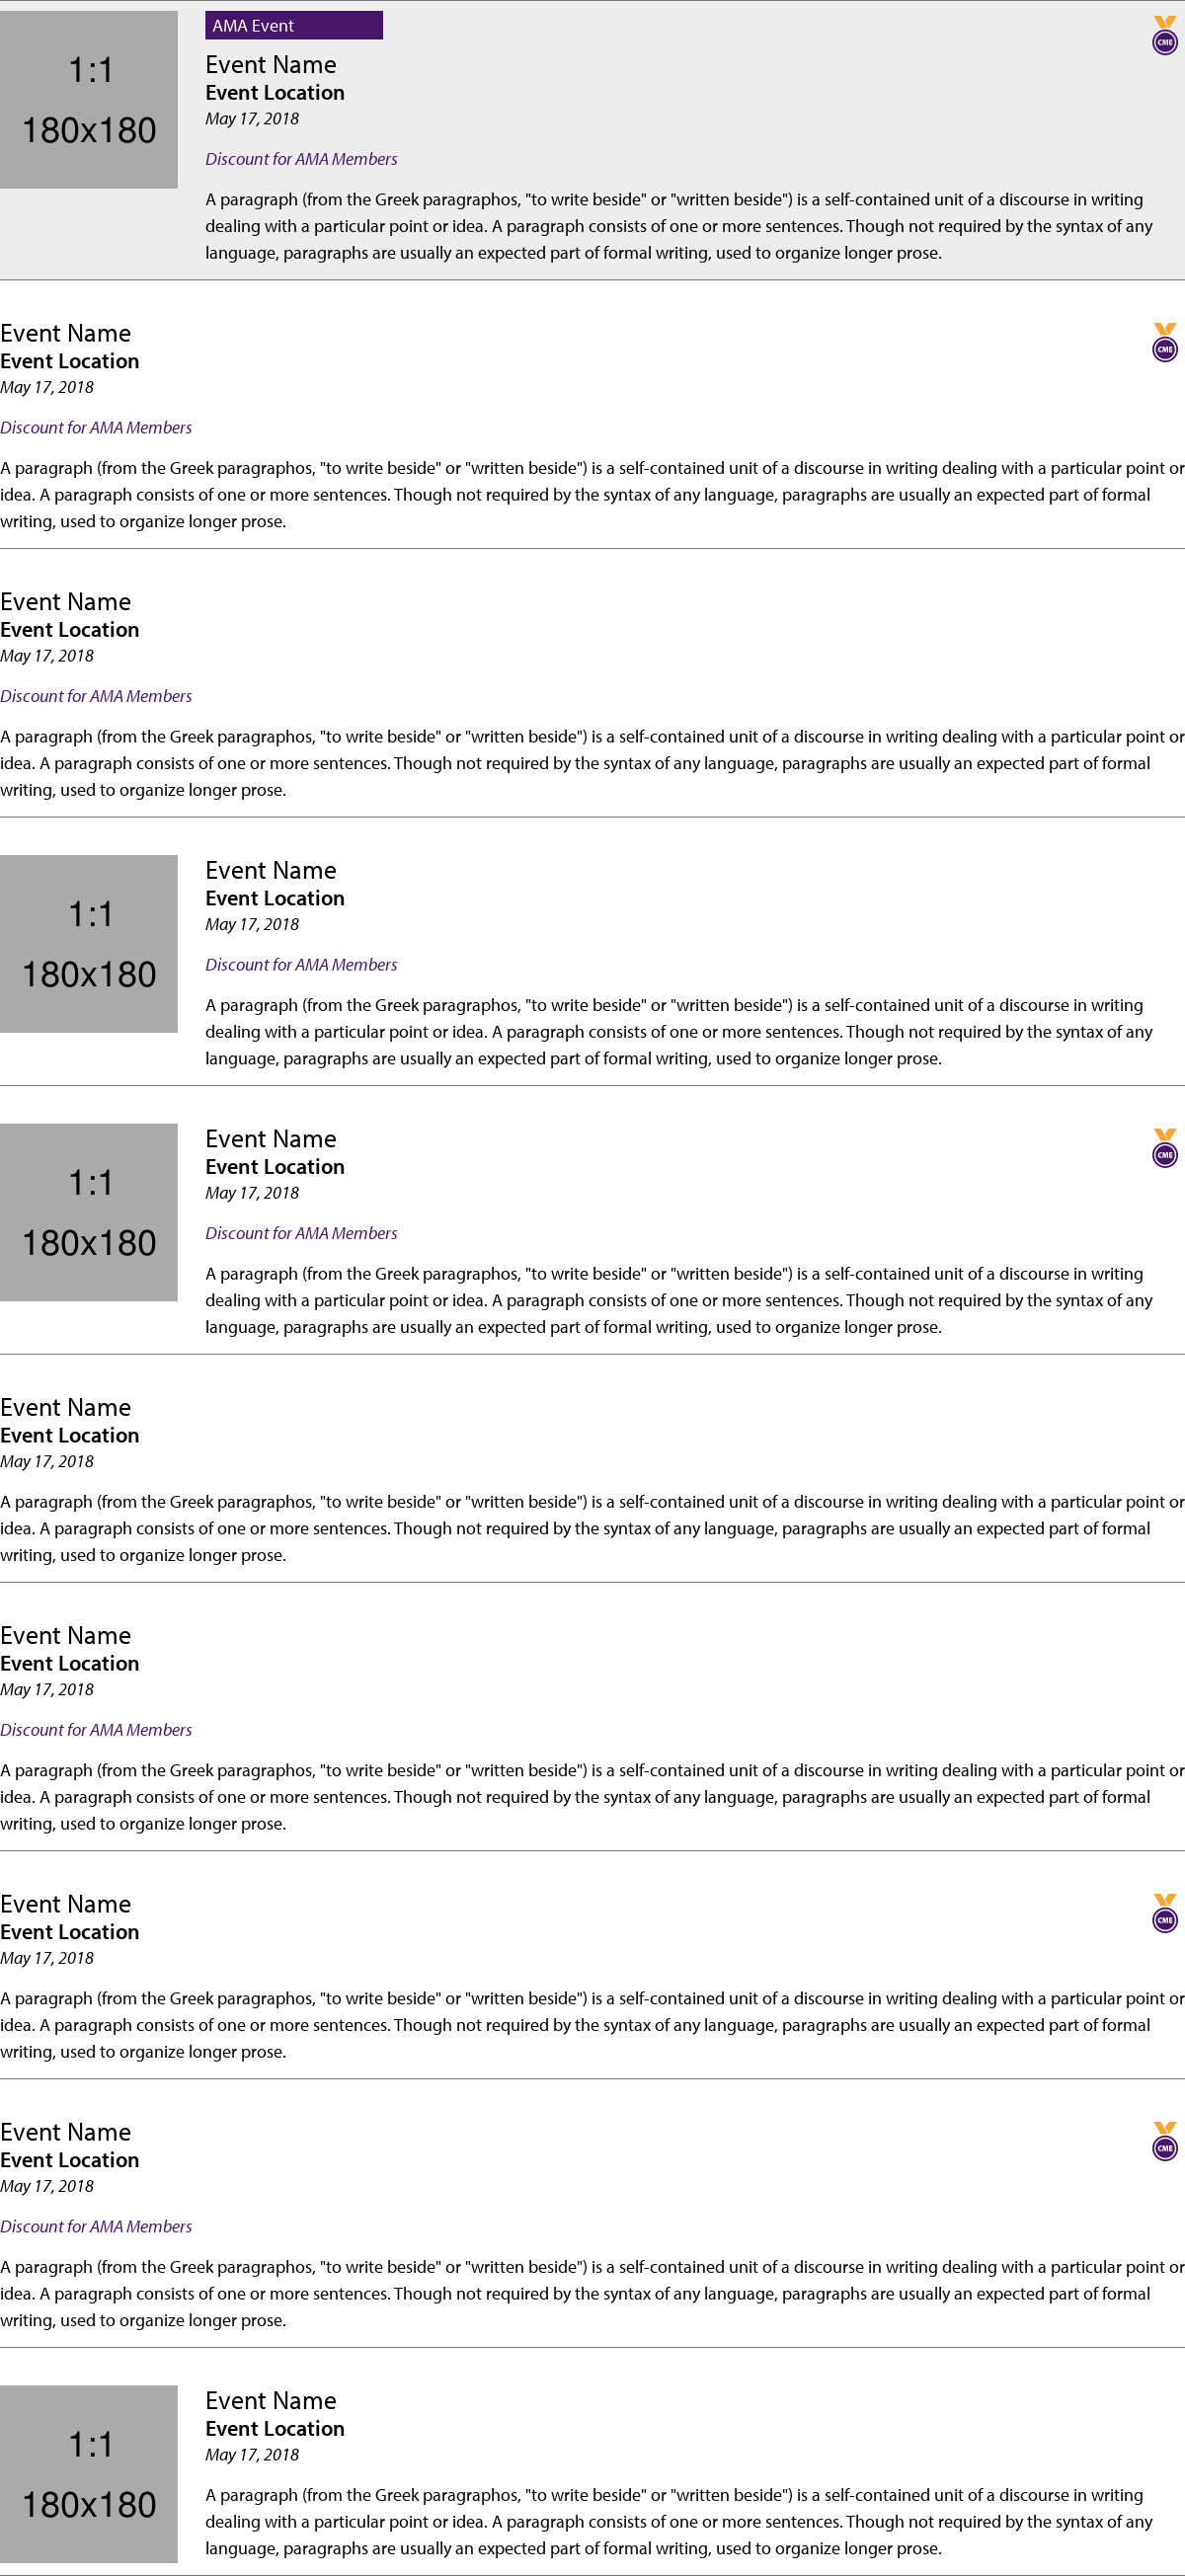 1:1
180x180
AMA Event
CME
Event Name
Event Location
May 17, 2018
Discount for AMA Members
A paragraph (from the Greek paragraphos, "to write beside" or "written beside") is a self-contained unit of a discourse in writing
dealing with a particular point or idea. A paragraph consists of one or more sentences. Though not required by the syntax of any
language, paragraphs are usually an expected part of formal writing, used to organize longer prose.
Event Name
CME
Event Location
May 17, 2018
Discount for AMA Members
A paragraph (from the Greek paragraphos, "to write beside" or "written beside") is a self-contained unit of a discourse in writing dealing with a particular point or
idea. A paragraph consists of one or more sentences. Though not required by the syntax of any language, paragraphs are usually an expected part of formal
writing, used to organize longer prose.
Event Name
Event Location
May 17, 2018
Discount for AMA Members
A paragraph (from the Greek paragraphos, "to write beside" or "written beside") is a self-contained unit of a discourse in writing dealing with a particular point or
idea. A paragraph consists of one or more sentences. Though not required by the syntax of any language, paragraphs are usually an expected part of formal
writing, used to organize longer prose.
1:1
180x180
Event Name
Event Location
May 17, 2018
Discount for AMA Members
A paragraph (from the Greek paragraphos, "to write beside" or "written beside") is a self-contained unit of a discourse in writing
dealing with a particular point or idea. A paragraph consists of one or more sentences. Though not required by the syntax of any
language, paragraphs are usually an expected part of formal writing, used to organize longer prose.
1:1
180x180
Event Name
CME
Event Location
May 17, 2018
Discount for AMA Members
A paragraph (from the Greek paragraphos, "to write beside" or "written beside") is a self-contained unit of a discourse in writing
dealing with a particular point or idea. A paragraph consists of one or more sentences. Though not required by the syntax of any
language, paragraphs are usually an expected part of formal writing, used to organize longer prose.
Event Name
Event Location
May 17, 2018
A paragraph (from the Greek paragraphos, "to write beside" or "written beside") is a self-contained unit of a discourse in writing dealing with a particular point or
idea. A paragraph consists of one or more sentences. Though not required by the syntax of any language, paragraphs are usually an expected part of formal
writing, used to organize longer prose.
Event Name
Event Location
May 17, 2018
Discount for AMA Members
A paragraph (from the Greek paragraphos, "to write beside" or "written beside") is a self-contained unit of a discourse in writing dealing with a particular point or
idea. A paragraph consists of one or more sentences. Though not required by the syntax of any language, paragraphs are usually an expected part of formal
writing, used to organize longer prose.
Event Name
CME
Event Location
May 17, 2018
A paragraph (from the Greek paragraphos, "to write beside" or "written beside") is a self-contained unit of a discourse in writing dealing with a particular point or
idea. A paragraph consists of one or more sentences. Though not required by the syntax of any language, paragraphs are usually an expected part of formal
writing, used to organize longer prose.
Event Name
CME
Event Location
May 17, 2018
Discount for AMA Members
A paragraph (from the Greek paragraphos, "to write beside" or "written beside") is a self-contained unit of a discourse in writing dealing with a particular point or
idea. A paragraph consists of one or more sentences. Though not required by the syntax of any language, paragraphs are usually an expected part of formal
writing, used to organize longer prose.
1:1
180x180
Event Name
Event Location
May 17, 2018
A paragraph (from the Greek paragraphos, "to write beside" or "written beside") is a self-contained unit of a discourse in writing
dealing with a particular point or idea. A paragraph consists of one or more sentences. Though not required by the syntax of any
language, paragraphs are usually an expected part of formal writing, used to organize longer prose.